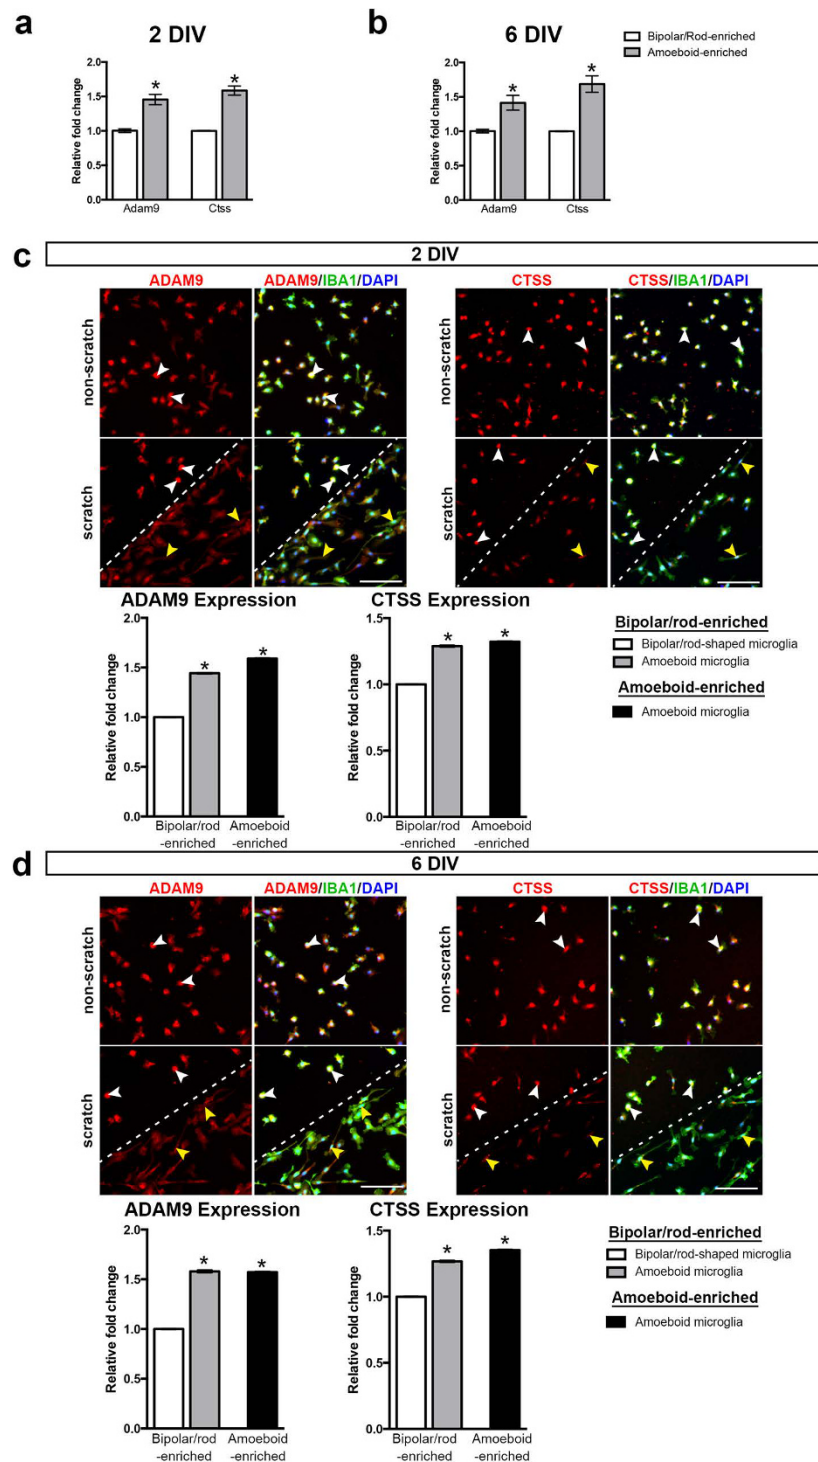 a
2 DIV
Relative fold change
2.0
1.5
1.0
0.5
0.0
*
*
Adam9
Ctss
b
6 DIV
Relative fold change
2.0
1.5
1.0
0.5
0.0
*
*
Adam9
Ctss
Bipolar/Rod-enriched
Amoeboid-enriched
c
2 DIV
ADAM9
ADAM9/IBA1/DAPI
CTSS
CTSS/IBA1/DAPI
non-scratch
scratch
non-scratch
scratch
ADAM9 Expression
Relative fold change
2.0
1.5
1.0
0.5
0.0
*
*
Bipolar/rod
-enriched
Amoeboid
-enriched
CTSS Expression
Relative fold change
1.5
1.0
0.5
0.0
*
*
Bipolar/rod
-enriched
Amoeboid
-enriched
Bipolar/rod-enriched
Bipolar/rod-shaped microglia
Amoeboid microglia
Amoeboid-enriched
Amoeboid microglia
d
6 DIV
ADAM9
ADAM9/IBA1/DAPI
CTSS
CTSS/IBA1/DAPI
non-scratch
scratch
non-scratch
scratch
ADAM9 Expression
Relative fold change
2.0
1.5
1.0
0.5
0.0
*
*
Bipolar/rod
-enriched
Amoeboid
-enriched
CTSS Expression
Relative fold change
1.5
1.0
0.5
0.0
*
*
Bipolar/rod
-enriched
Amoeboid
-enriched
Bipolar/rod-enriched
Bipolar/rod-shaped microglia
Amoeboid microglia
Amoeboid-enriched
Amoeboid microglia